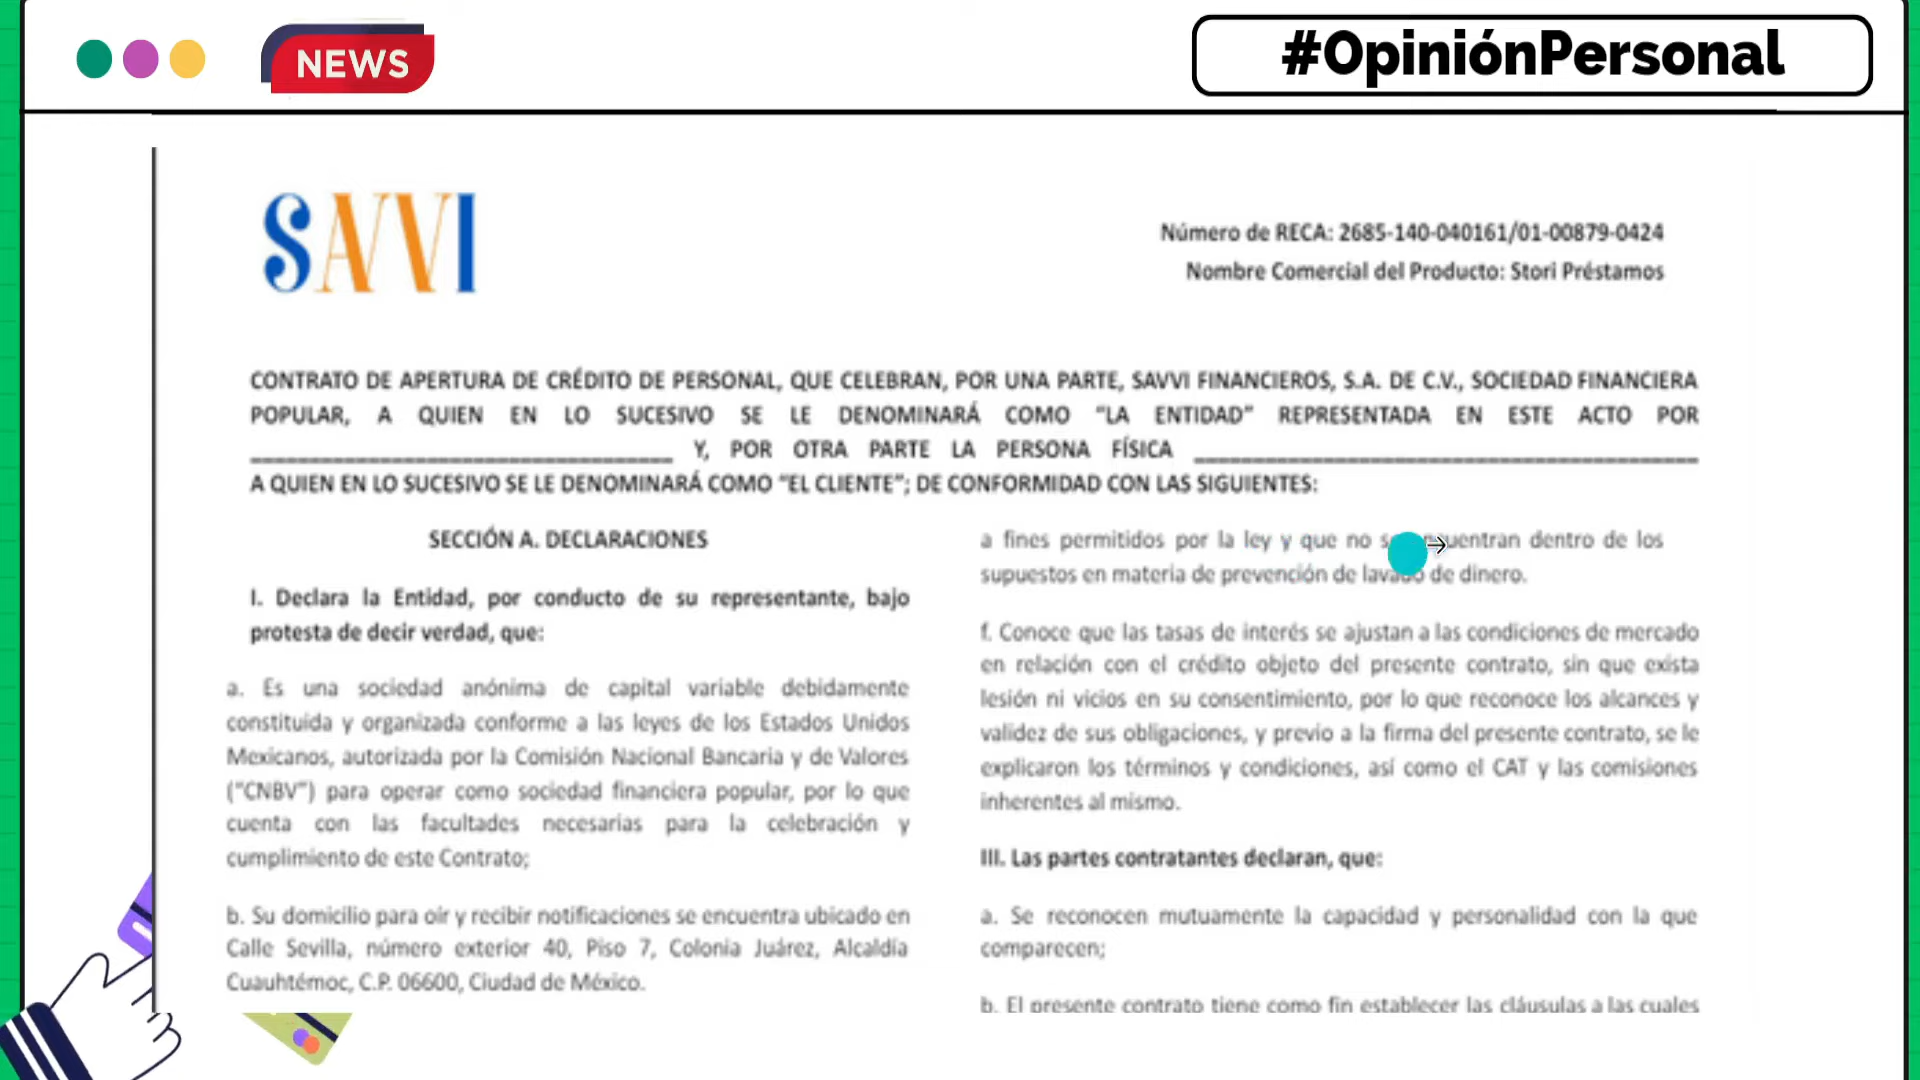 NEWS
#OpiniónPersonal
SAVVI
Número de RECA: 2685-140-040161/01-00879-0424
Nombre Comercial del Producto: Stori Préstamos
CONTRATO DE APERTURA DE CRÉDITO DE PERSONAL, QUE CELEBRAN, POR UNA PARTE, SAVVI FINANCIEROS, S.A. DE C.V., SOCIEDAD FINANCIERA
POPULAR, A QUIEN EN LO SUCESIVO SE LE DENOMINARÁ COMO “LA ENTIDAD” REPRESENTADA EN ESTE ACTO POR
Y, POR OTRA PARTE LA PERSONA FÍSICA
A QUIEN EN LO SUCESIVO SE LE DENOMINARÁ COMO “EL CLIENTE”; DE CONFORMIDAD CON LAS SIGUIENTES:
SECCIÓN A. DECLARACIONES
I. Declara la Entidad, por conducto de su representante, bajo
protesta de decir verdad, que:
a. Es una sociedad anónima de capital variable debidamente
constituida y organizada conforme a las leyes de los Estados Unidos
Mexicanos, autorizada por la Comisión Nacional Bancaria y de Valores
(“CNBV”) para operar como sociedad financiera popular, por lo que
cuenta con las facultades necesarias para la celebración y
cumplimiento de este Contrato;
b. Su domicilio para oír y recibir notificaciones se encuentra ubicado en
Calle Sevilla, número exterior 40, Piso 7, Colonia Juárez, Alcaldía
Cuauhtémoc, C.P. 06600, Ciudad de México.
a fines permitidos por la ley y que no dentro de los
supuestos en materia de prevención de lavado de dinero.
f. Conoce que las tasas de interés se ajustan a las condiciones de mercado
en relación con el crédito objeto del presente contrato, sin que exista
lesión ni vicios en su consentimiento, por lo que reconoce los alcances y
validez de sus obligaciones, y previo a la firma del presente contrato, se le
explicaron los términos y condiciones, así como el CAT y las comisiones
inherentes al mismo.
III. Las partes contratantes declaran, que:
a. Se reconocen mutuamente la capacidad y personalidad con la que
comparecen;
b. El presente contrato tiene como fin establecer las cláusulas a las cuales